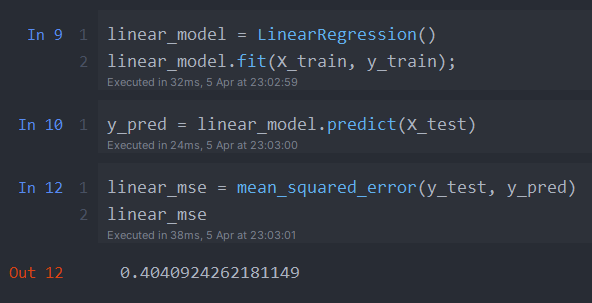 In 9 1 linear_model = LinearRegression()
2 linear_model.fit(X_train, y_train);
Executed in 32ms, 5 Apr at 23:02:59
In 10 1 y_pred = linear_model.predict(X_test)
Executed in 24ms, 5 Apr at 23:03:00
In 12 1 linear_mse = mean_squared_error(y_test, y_pred)
2 linear_mse
Executed in 38ms, 5 Apr at 23:03:01
Out 12 0.4040924262181149